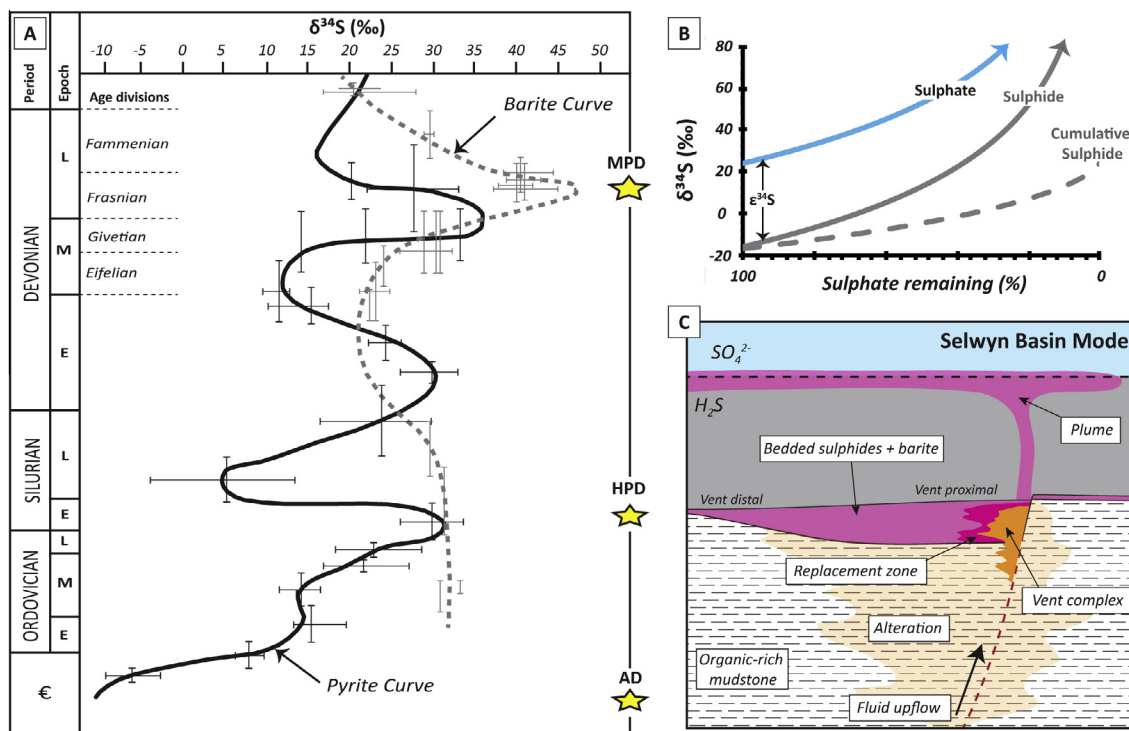 A
δ³⁴S (‰)
-10 -5 0 5 10 15 20 25 30 35 40 45 50
Period
Epoch
Age divisions
Barite Curve
Fammenian
L
MPD
Frasnian
DEVONIAN
M
Givetian
Eifelian
E
SILURIAN
L
HPD
E
ORDOVICIAN
L
M
E
Pyrite Curve
AD
€
B
80
60
40
20
0
-20
δ³⁴S (‰)
Sulphate
Sulphide
Cumulative
Sulphide
ε³⁴S
100
0
Sulphate remaining (%)
C
SO₄²⁻
Selwyn Basin Mode
H₂S
Plume
Bedded sulphides + barite
Vent distal
Vent proximal
Replacement zone
Vent complex
Alteration
Organic-rich
mudstone
Fluid upflow